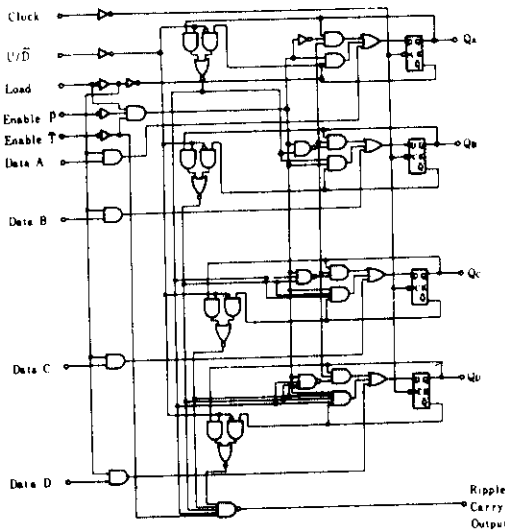 Clock
U/D̄
Load
Enable P̄
Enable T̄
Data A
Data B
Data C
Data D
QA
QB
QC
QD
Ripple
Carry
Output